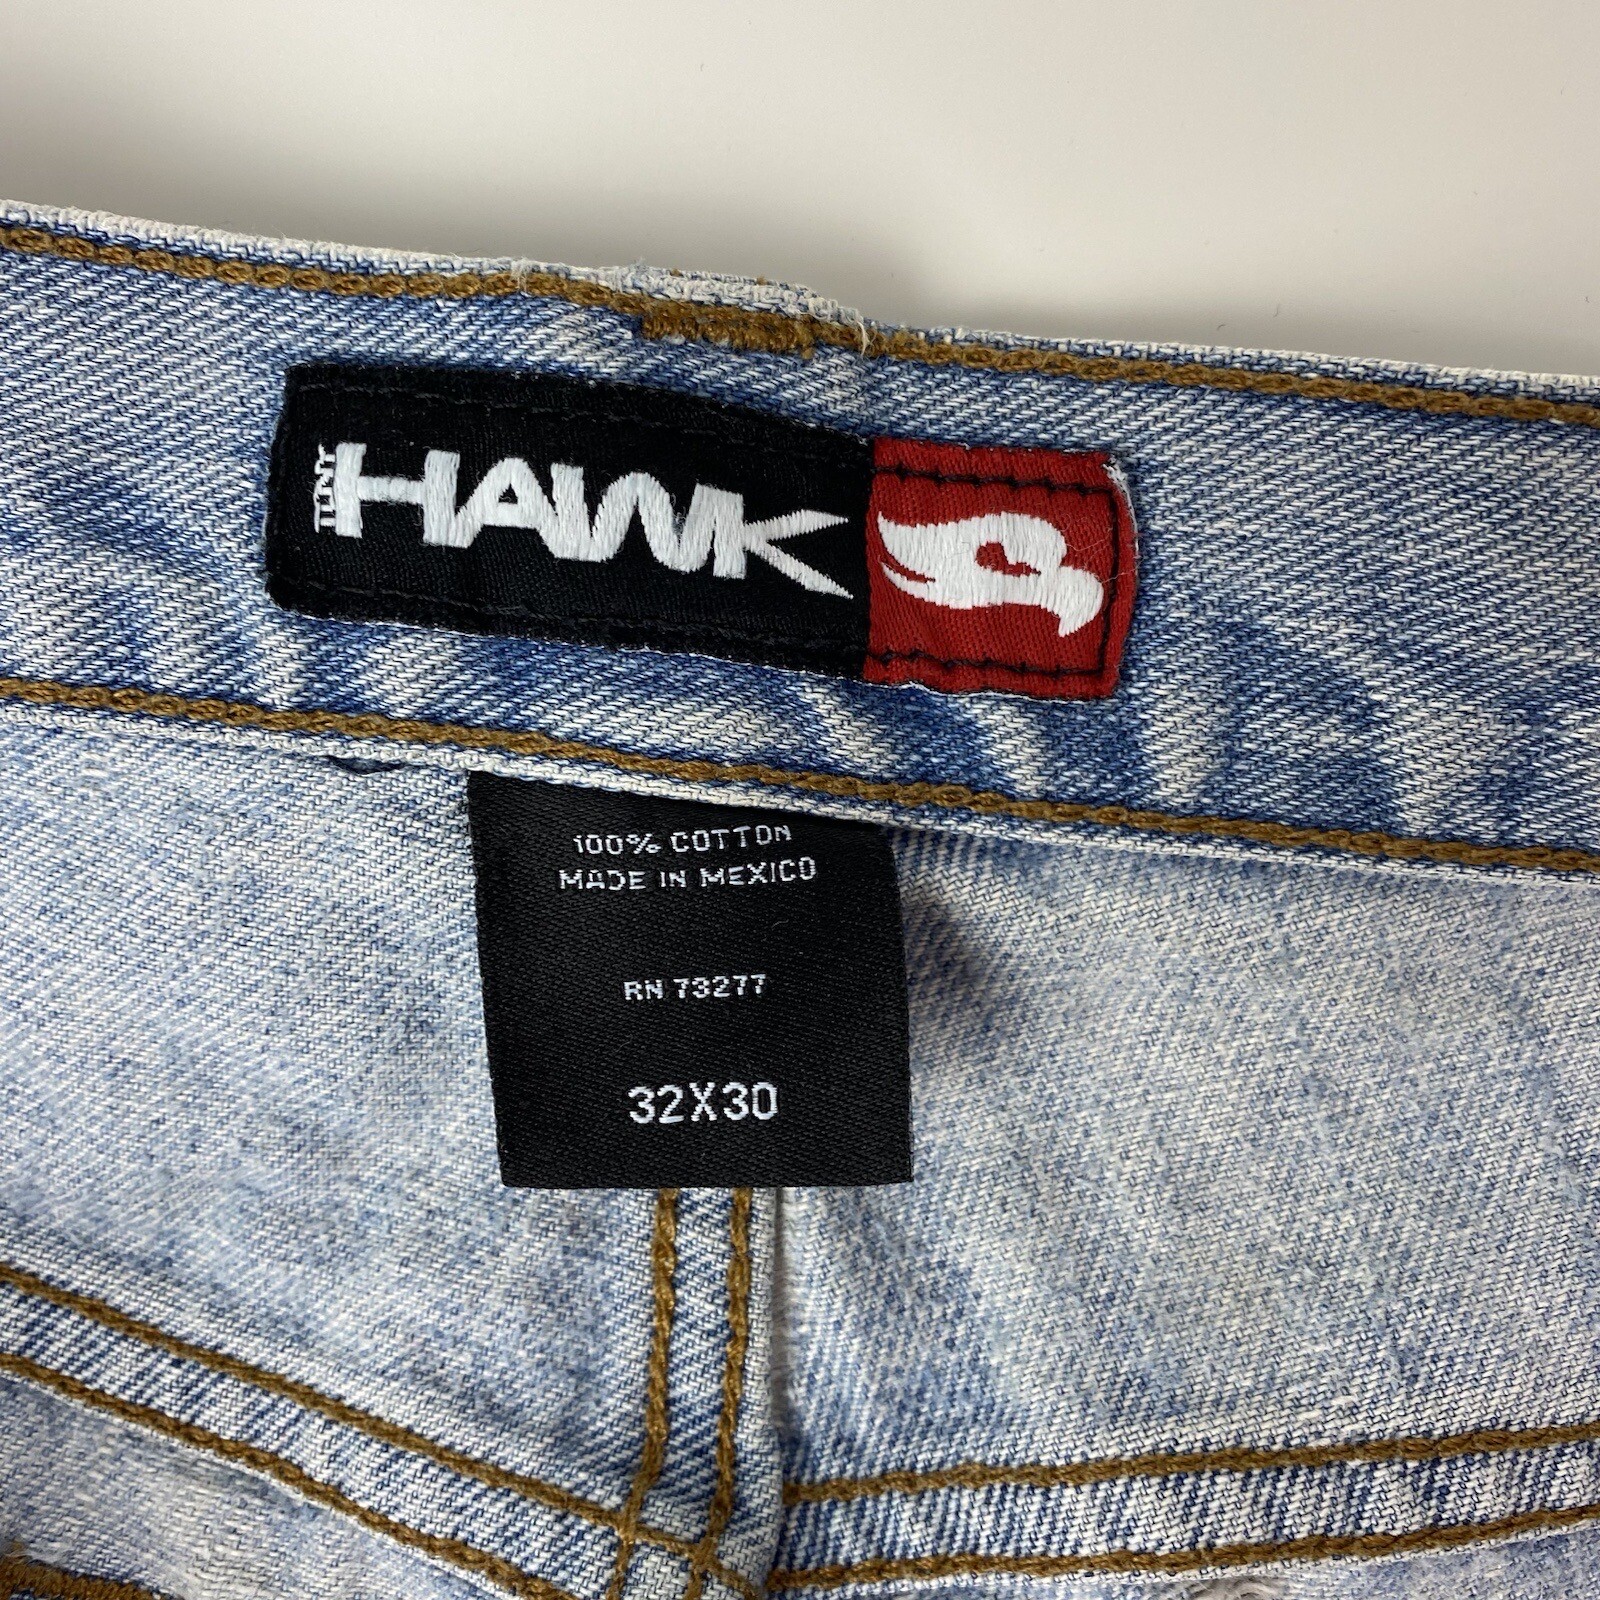 TONY HAWK
100% COTTON
MADE IN MEXICO
RN 73277
32X30